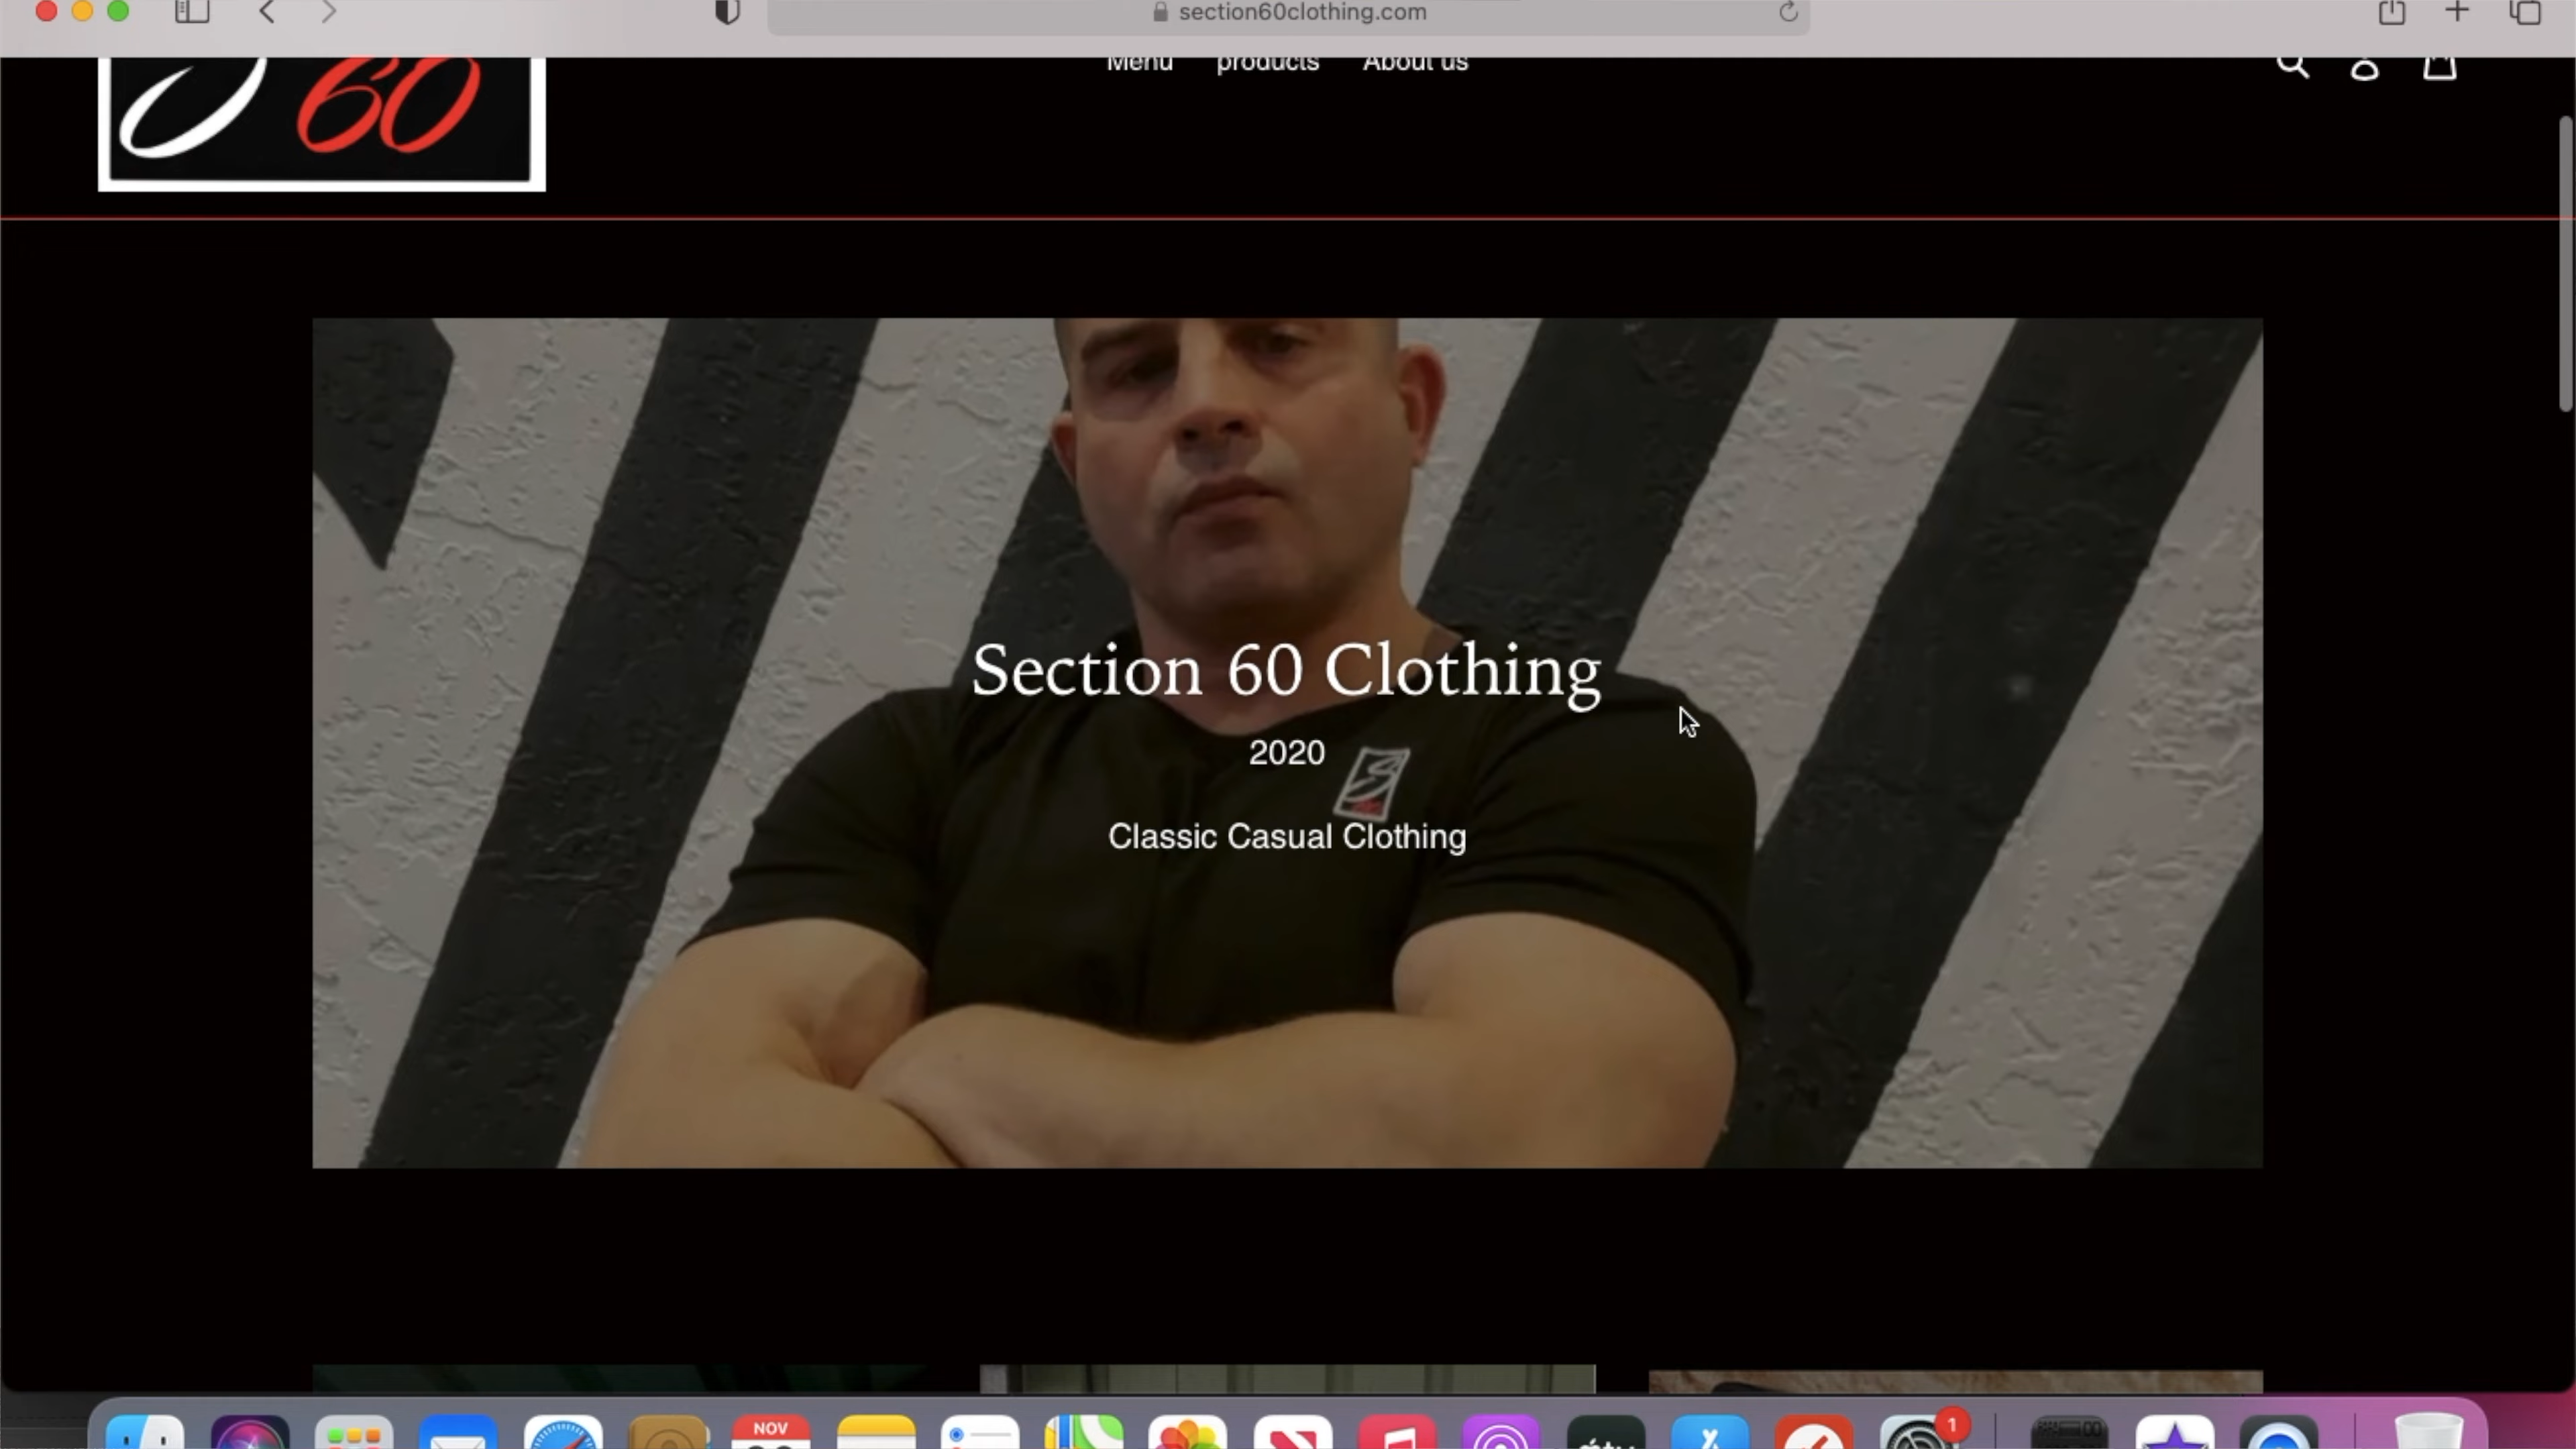 section60clothing.com
S 60
Menu products About us
Section 60 Clothing
2020
Classic Casual Clothing
NOV
1